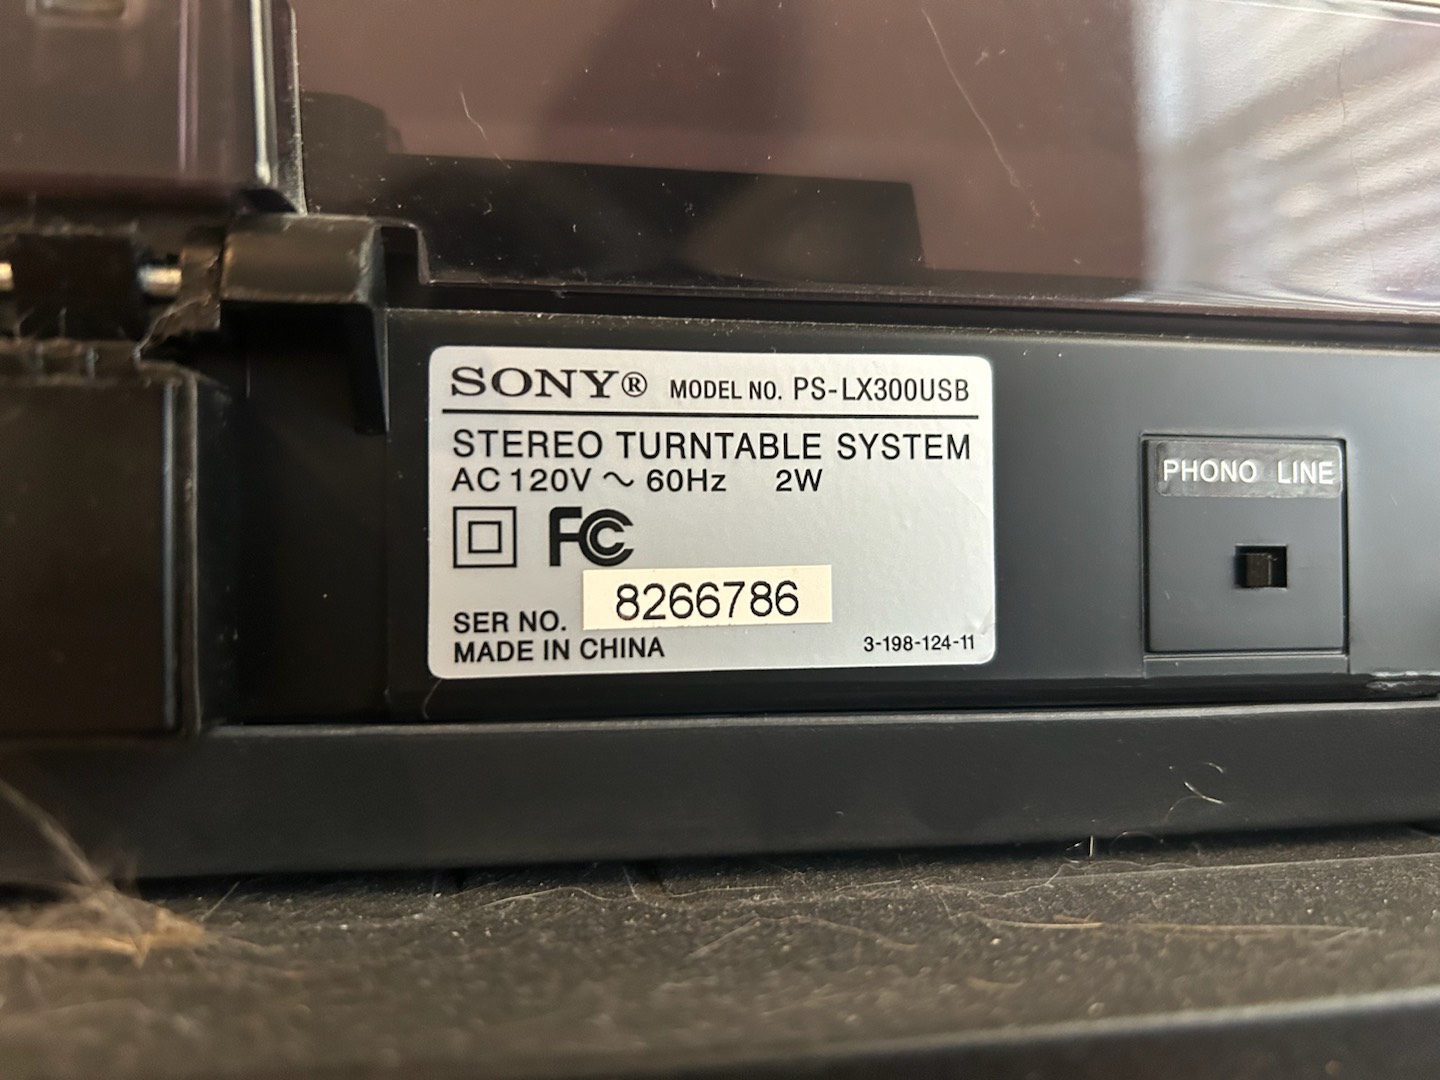 SONY® MODEL NO. PS-LX300USB
STEREO TURNTABLE SYSTEM
AC 120V ~ 60Hz 2W
FC
SER NO. 8266786
MADE IN CHINA 3-198-124-11
PHONO LINE